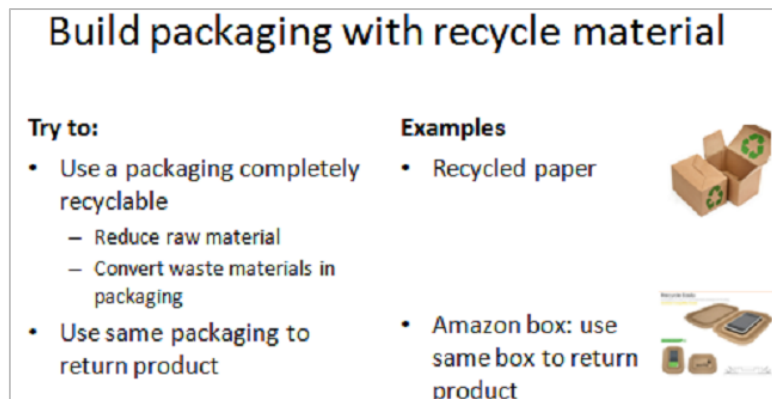 Build packaging with recycle material
Try to:
• Use a packaging completely
recyclable
– Reduce raw material
– Convert waste materials in
packaging
• Use same packaging to
return product
Examples
• Recycled paper
• Amazon box: use
same box to return
product